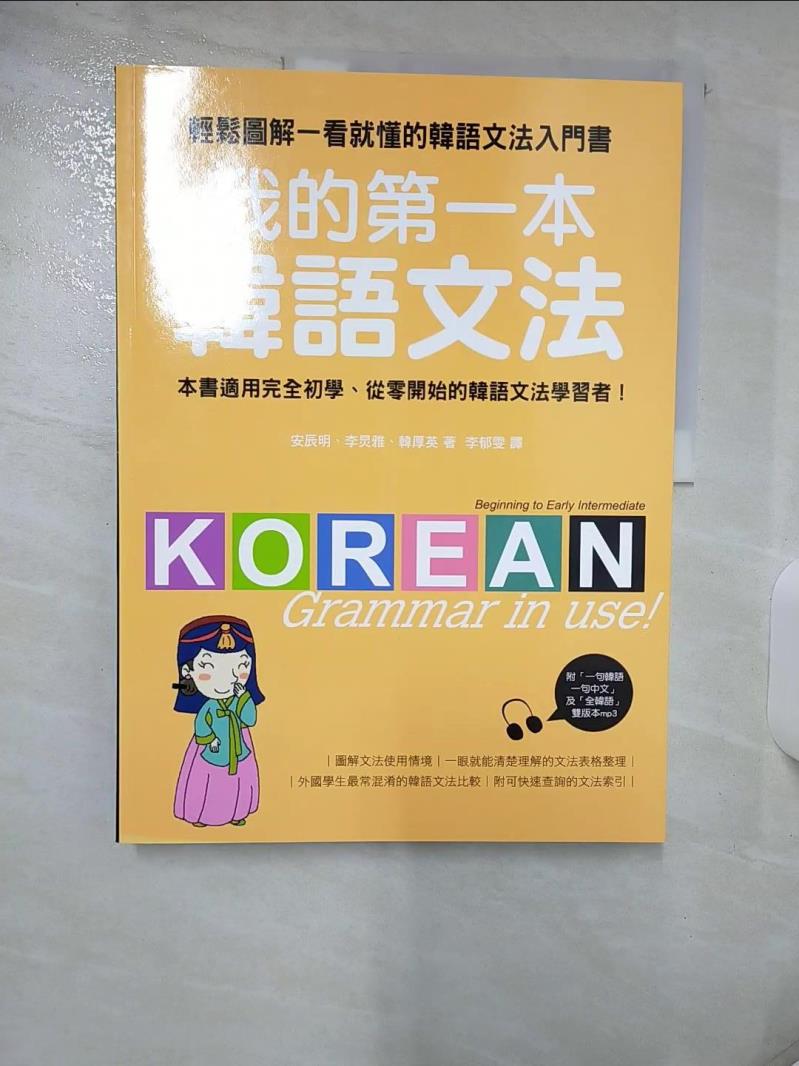 輕鬆圖解一看就懂的韓語文法入門書
我的第一本
韓語文法
本書適用完全初學、從零開始的韓語文法學習者！
安辰明、李炅雅、韓厚英 著 李郁雯 譯
Beginning to Early Intermediate
KOREAN
Grammar in use!
附「一句韓語
一句中文」
及「全韓語」
雙版本mp3
｜圖解文法使用情境｜一眼就能清楚理解的文法表格整理｜
｜外國學生最常混淆的韓語文法比較｜附可快速查詢的文法索引｜